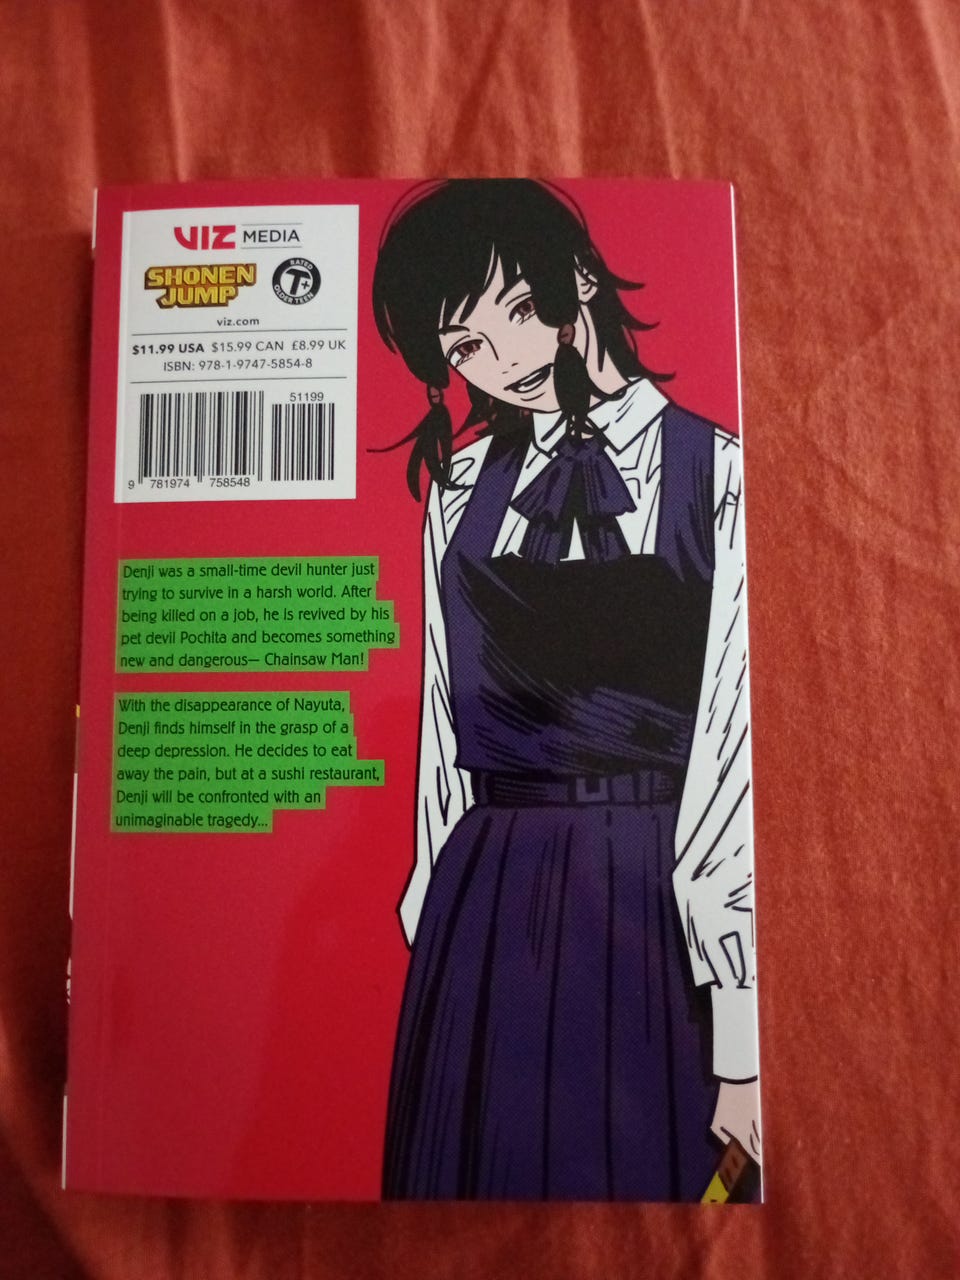 VIZ MEDIA
SHONEN
JUMP
RATED
T+
OLDER TEEN
viz.com
$11.99 USA $15.99 CAN £8.99 UK
ISBN: 978-1-9747-5854-8
51199
9 781974 758548
Denji was a small-time devil hunter just
trying to survive in a harsh world. After
being killed on a job, he is revived by his
pet devil Pochita and becomes something
new and dangerous— Chainsaw Man!
With the disappearance of Nayuta,
Denji finds himself in the grasp of a
deep depression. He decides to eat
away the pain, but at a sushi restaurant,
Denji will be confronted with an
unimaginable tragedy...